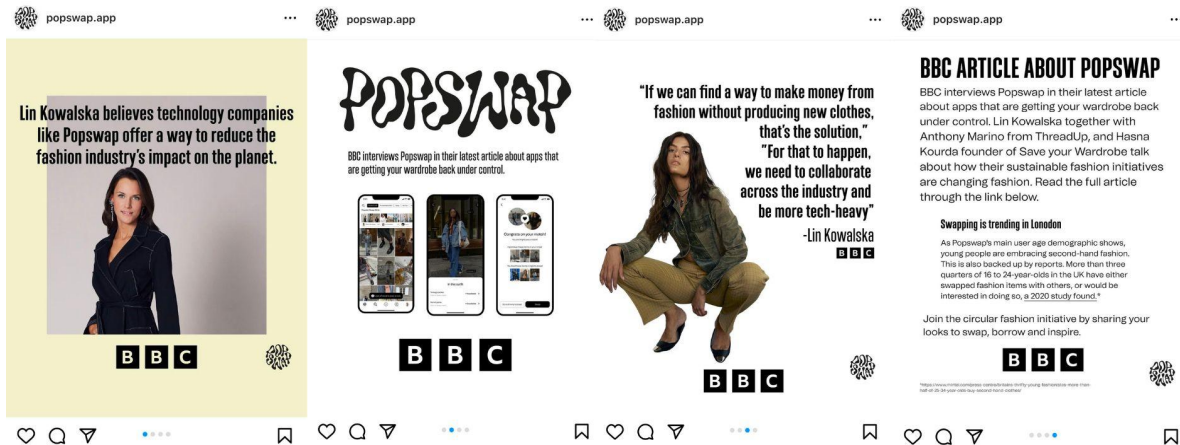 popswap.app
Lin Kowalska believes technology companies
like Popswap offer a way to reduce the
fashion industry's impact on the planet.
BBC
POP
SWAP
popswap.app
POPSWAP
BBC interviews Popswap in their latest article about apps that
are getting your wardrobe back under control.
Congrats on your match!
BBC
popswap.app
"If we can find a way to make money from
fashion without producing new clothes,
that's the solution,"
"For that to happen,
we need to collaborate
across the industry and
be more tech-heavy"
-Lin Kowalska
BBC
BBC
POP
SWAP
popswap.app
BBC ARTICLE ABOUT POPSWAP
BBC interviews Popswap in their latest article
about apps that are getting your wardrobe back
under control. Lin Kowalska together with
Anthony Marino from ThreadUp, and Hasna
Kourda founder of Save your Wardrobe talk
about how their sustainable fashion initiatives
are changing fashion. Read the full article
through the link below.
Swapping is trending in Lonodon
As Popswap's main user age demographic shows,
young people are embracing second-hand fashion.
This is also backed up by reports. More than three
quarters of 16 to 24-year-olds in the UK have either
swapped fashion items with others, or would be
interested in doing so, a 2020 study found.*
Join the circular fashion initiative by sharing your
looks to swap, borrow and inspire.
BBC
POP
SWAP